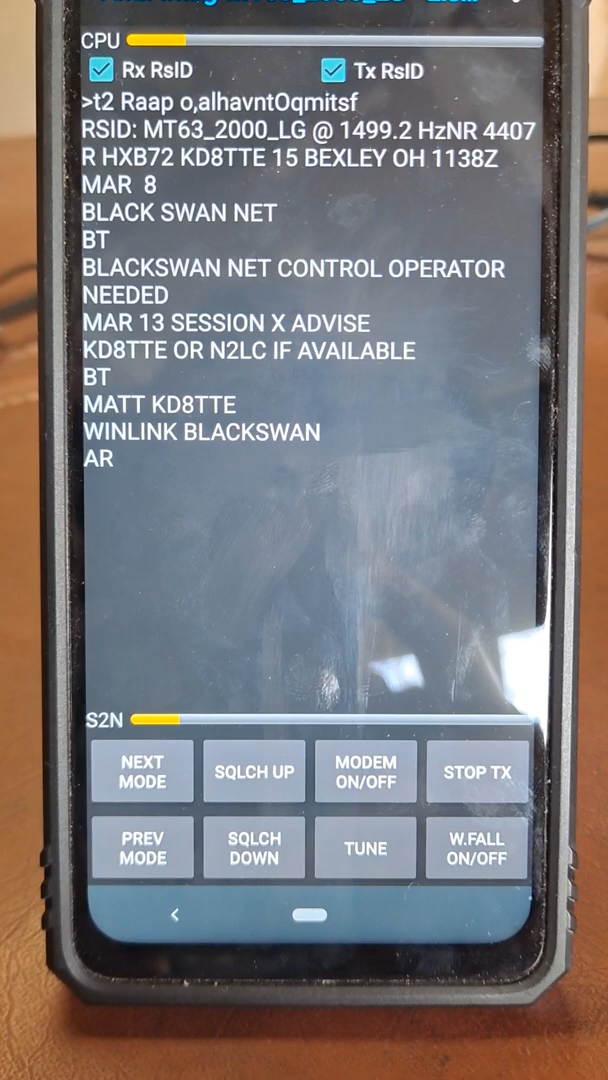 CPU
Rx RsID Tx RsID
>t2 Raap o,alhavntOqmitsf
RSID: MT63_2000_LG @ 1499.2 HzNR 4407
R HXB72 KD8TTE 15 BEXLEY OH 1138Z
MAR  8
BLACK SWAN NET
BT
BLACKSWAN NET CONTROL OPERATOR
NEEDED
MAR 13 SESSION X ADVISE
KD8TTE OR N2LC IF AVAILABLE
BT
MATT KD8TTE
WINLINK BLACKSWAN
AR
S2N
NEXT MODE
SQLCH UP
MODEM ON/OFF
STOP TX
PREV MODE
SQLCH DOWN
TUNE
W.FALL ON/OFF